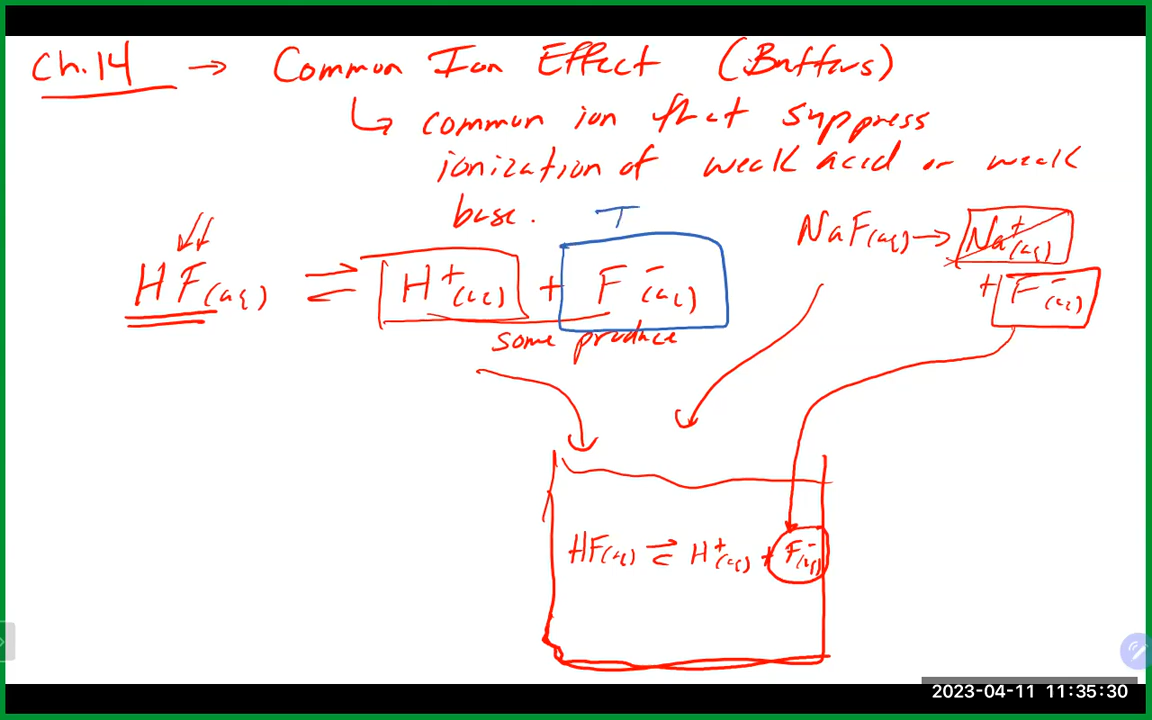 Ch.14 → Common Ion Effect (Buffers)
↳ common ion that suppress
ionization of weak acid or weak
base.
NaF(aq) → Na+(aq)
+ F-(aq)
HF(aq) ⇌ H+(aq) + F-(aq)
some produce
HF(aq) ⇌ H+(aq) + F-(aq)
2023-04-11 11:35:30